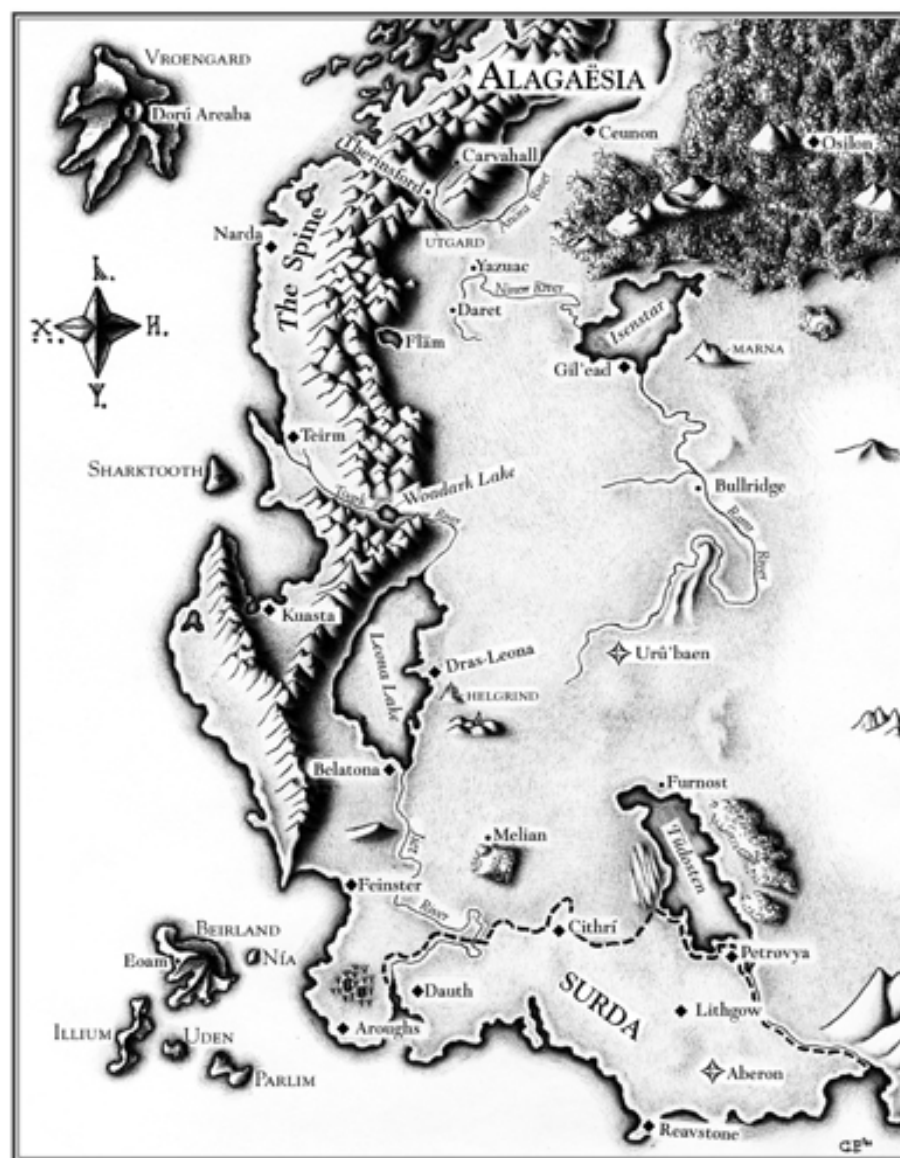 VROENGARD
Dorú Areaba
ALAGAËSIA
Ceunon
Osilon
Therinsford
Carvahall
Anora River
Narda
The Spine
UTGARD
Yazuac
Ninor River
Daret
Isenstar
Fläm
MARNA
Gil'ead
Teirm
SHARKTOOTH
Toark
Woadark Lake
River
Bullridge
Ramr
River
Kuasta
Leona Lake
Dras-Leona
Urû'baen
HELGRIND
Belatona
Furnost
Melian
Tüdosten
Jiet
Feinster
River
Cithrí
BEIRLAND
Eoam
NÍA
Petrøvya
Dauth
SURDA
Lithgow
ILLIUM
UDEN
Aroughs
PARLIM
Aberon
Reavstone